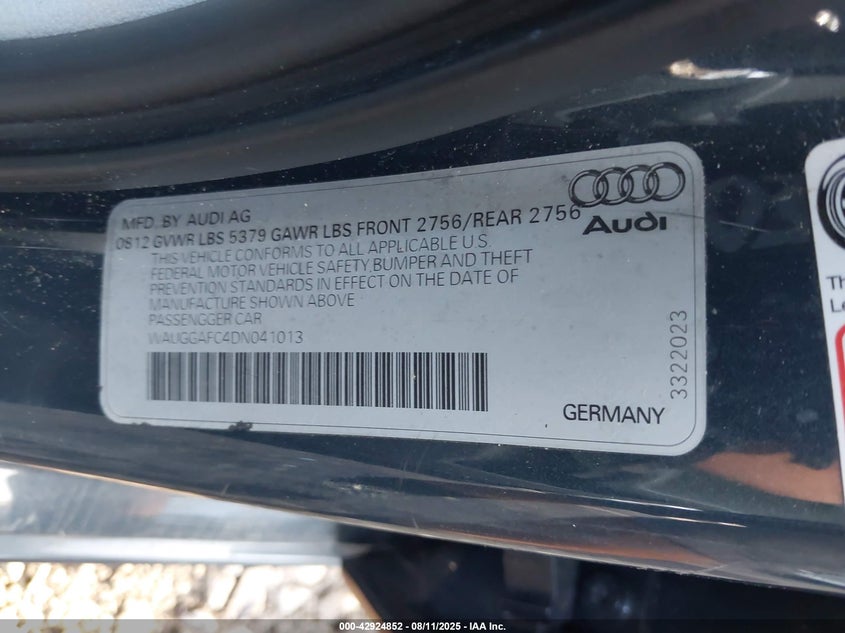 Audi
MFD. BY AUDI AG
0812 GVWR LBS 5379 GAWR LBS FRONT 2756/REAR 2756
THIS VEHICLE CONFORMS TO ALL APPLICABLE U.S.
FEDERAL MOTOR VEHICLE SAFETY,BUMPER AND THEFT
PREVENTION STANDARDS IN EFFECT ON THE DATE OF
MANUFACTURE SHOWN ABOVE
PASSENGGER CAR
WAUGGAFC4DN041013
GERMANY
3322023
000-42924852 - 08/11/2025 - IAA Inc.